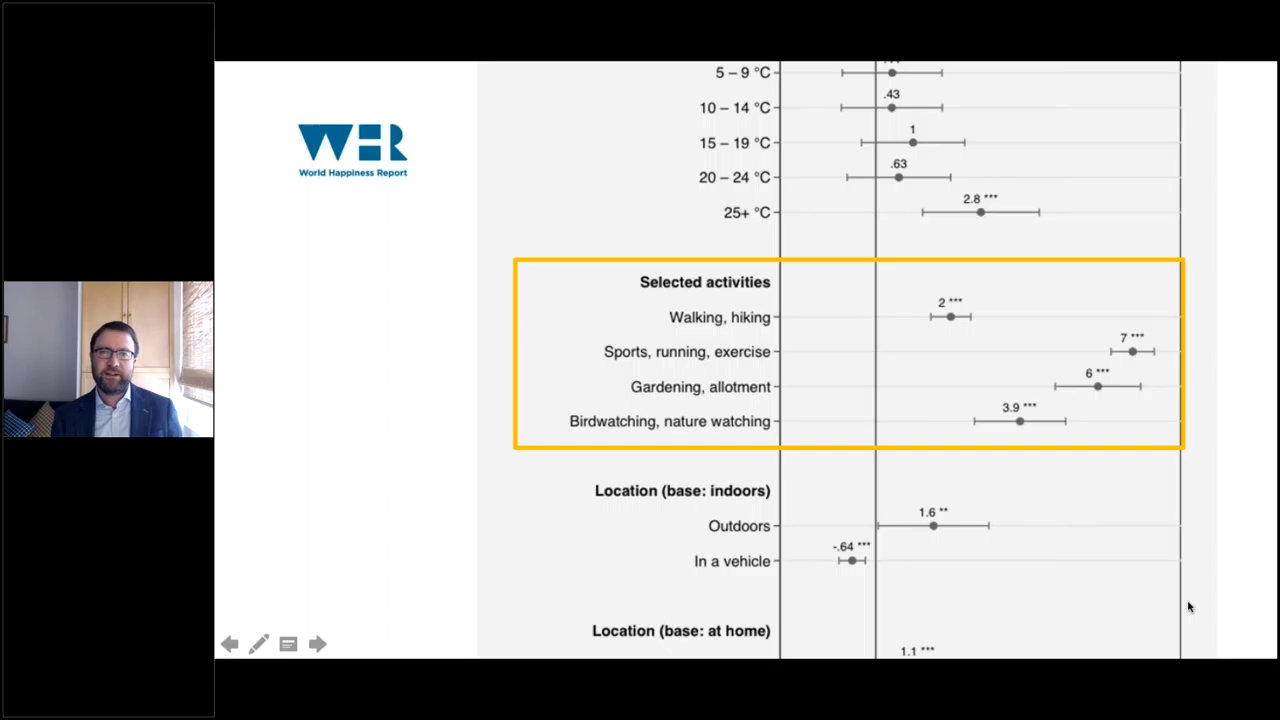 WHR
World Happiness Report
5 – 9 °C
10 – 14 °C
.43
15 – 19 °C
1
20 – 24 °C
.63
25+ °C
2.8 ***
Selected activities
Walking, hiking
2 ***
Sports, running, exercise
7 ***
Gardening, allotment
6 ***
Birdwatching, nature watching
3.9 ***
Location (base: indoors)
Outdoors
1.6 **
In a vehicle
-.64 ***
Location (base: at home)
1.1 ***